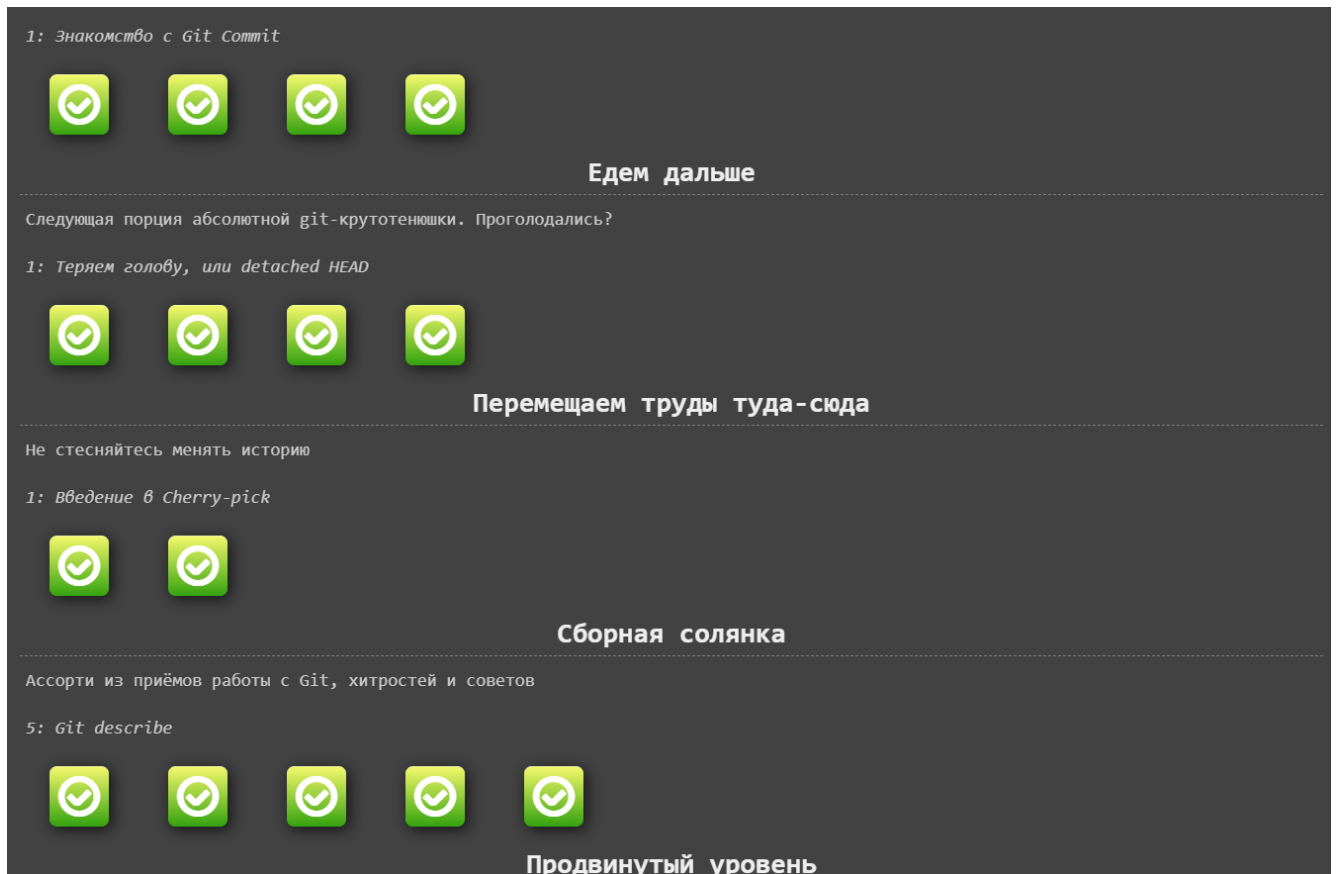 1: Знакомство с Git Commit
Едем дальше
Следующая порция абсолютной git-крутотенюшки. Проголодались?
1: Теряем голову, или detached HEAD
Перемещаем труды туда-сюда
Не стесняйтесь менять историю
1: Введение в Cherry-pick
Сборная солянка
Ассорти из приёмов работы с Git, хитростей и советов
5: Git describe
Продвинутый уровень